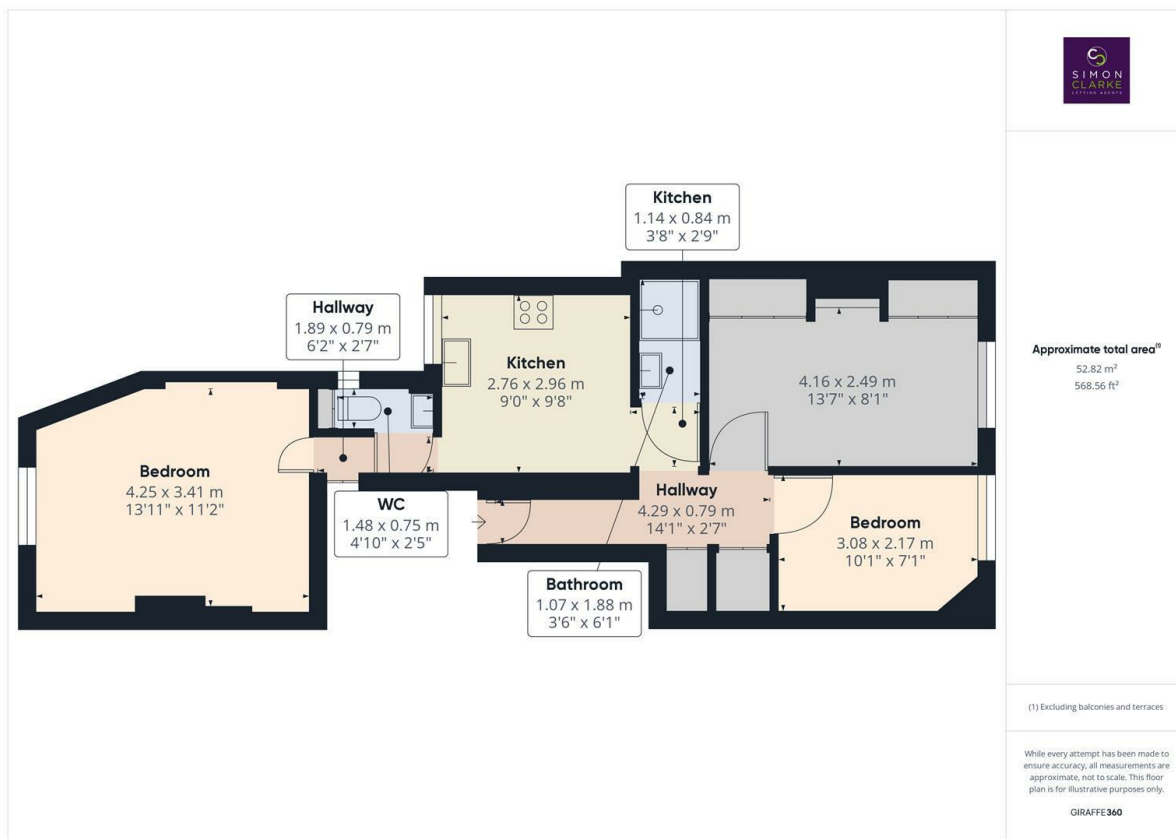 SIMON
CLARKE
LETTING AGENTS
Kitchen
1.14 x 0.84 m
3'8" x 2'9"
Hallway
1.89 x 0.79 m
6'2" x 2'7"
Kitchen
2.76 x 2.96 m
9'0" x 9'8"
4.16 x 2.49 m
13'7" x 8'1"
Bedroom
4.25 x 3.41 m
13'11" x 11'2"
WC
1.48 x 0.75 m
4'10" x 2'5"
Hallway
4.29 x 0.79 m
14'1" x 2'7"
Bedroom
3.08 x 2.17 m
10'1" x 7'1"
Bathroom
1.07 x 1.88 m
3'6" x 6'1"
Approximate total area⁽¹⁾
52.82 m²
568.56 ft²
(1) Excluding balconies and terraces
While every attempt has been made to
ensure accuracy, all measurements are
approximate, not to scale. This floor
plan is for illustrative purposes only.
GIRAFFE360